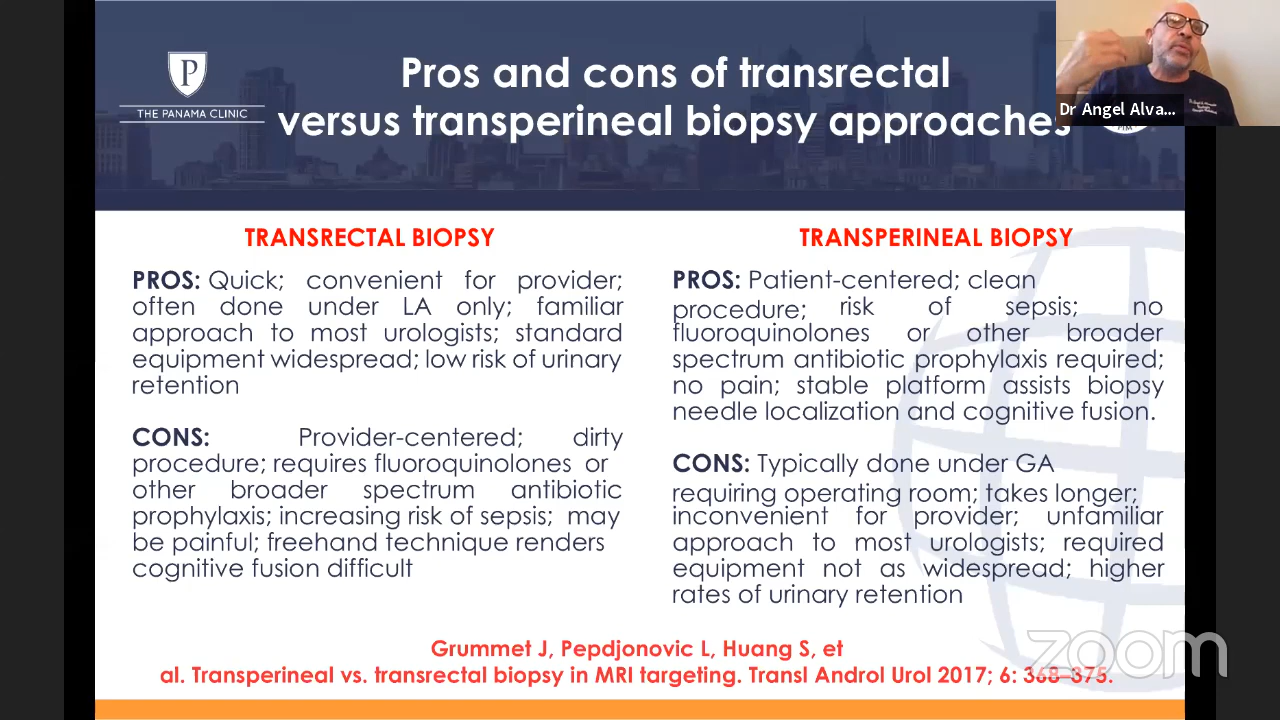 P
THE PANAMA CLINIC
Pros and cons of transrectal
versus transperineal biopsy approaches
Dr Angel Alva...
TRANSRECTAL BIOPSY
PROS: Quick; convenient for provider;
often done under LA only; familiar
approach to most urologists; standard
equipment widespread; low risk of urinary
retention
CONS: Provider-centered; dirty
procedure; requires fluoroquinolones or
other broader spectrum antibiotic
prophylaxis; increasing risk of sepsis; may
be painful; freehand technique renders
cognitive fusion difficult
TRANSPERINEAL BIOPSY
PROS: Patient-centered; clean
procedure; risk of sepsis; no
fluoroquinolones or other broader
spectrum antibiotic prophylaxis required;
no pain; stable platform assists biopsy
needle localization and cognitive fusion.
CONS: Typically done under GA
requiring operating room; takes longer;
inconvenient for provider; unfamiliar
approach to most urologists; required
equipment not as widespread; higher
rates of urinary retention
Grummet J, Pepdjonovic L, Huang S, et
al. Transperineal vs. transrectal biopsy in MRI targeting. Transl Androl Urol 2017; 6: 368–375.
zoom